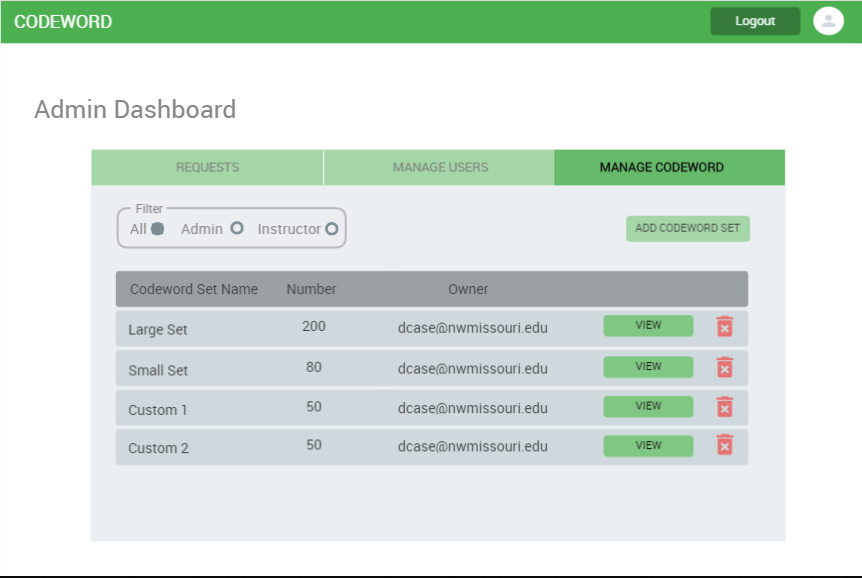 CODEWORD Logout
Admin Dashboard
REQUESTS MANAGE USERS MANAGE CODEWORD
Filter
All Admin Instructor
ADD CODEWORD SET
Codeword Set Name Number Owner
Large Set 200 dcase@nwmissouri.edu VIEW
Small Set 80 dcase@nwmissouri.edu VIEW
Custom 1 50 dcase@nwmissouri.edu VIEW
Custom 2 50 dcase@nwmissouri.edu VIEW